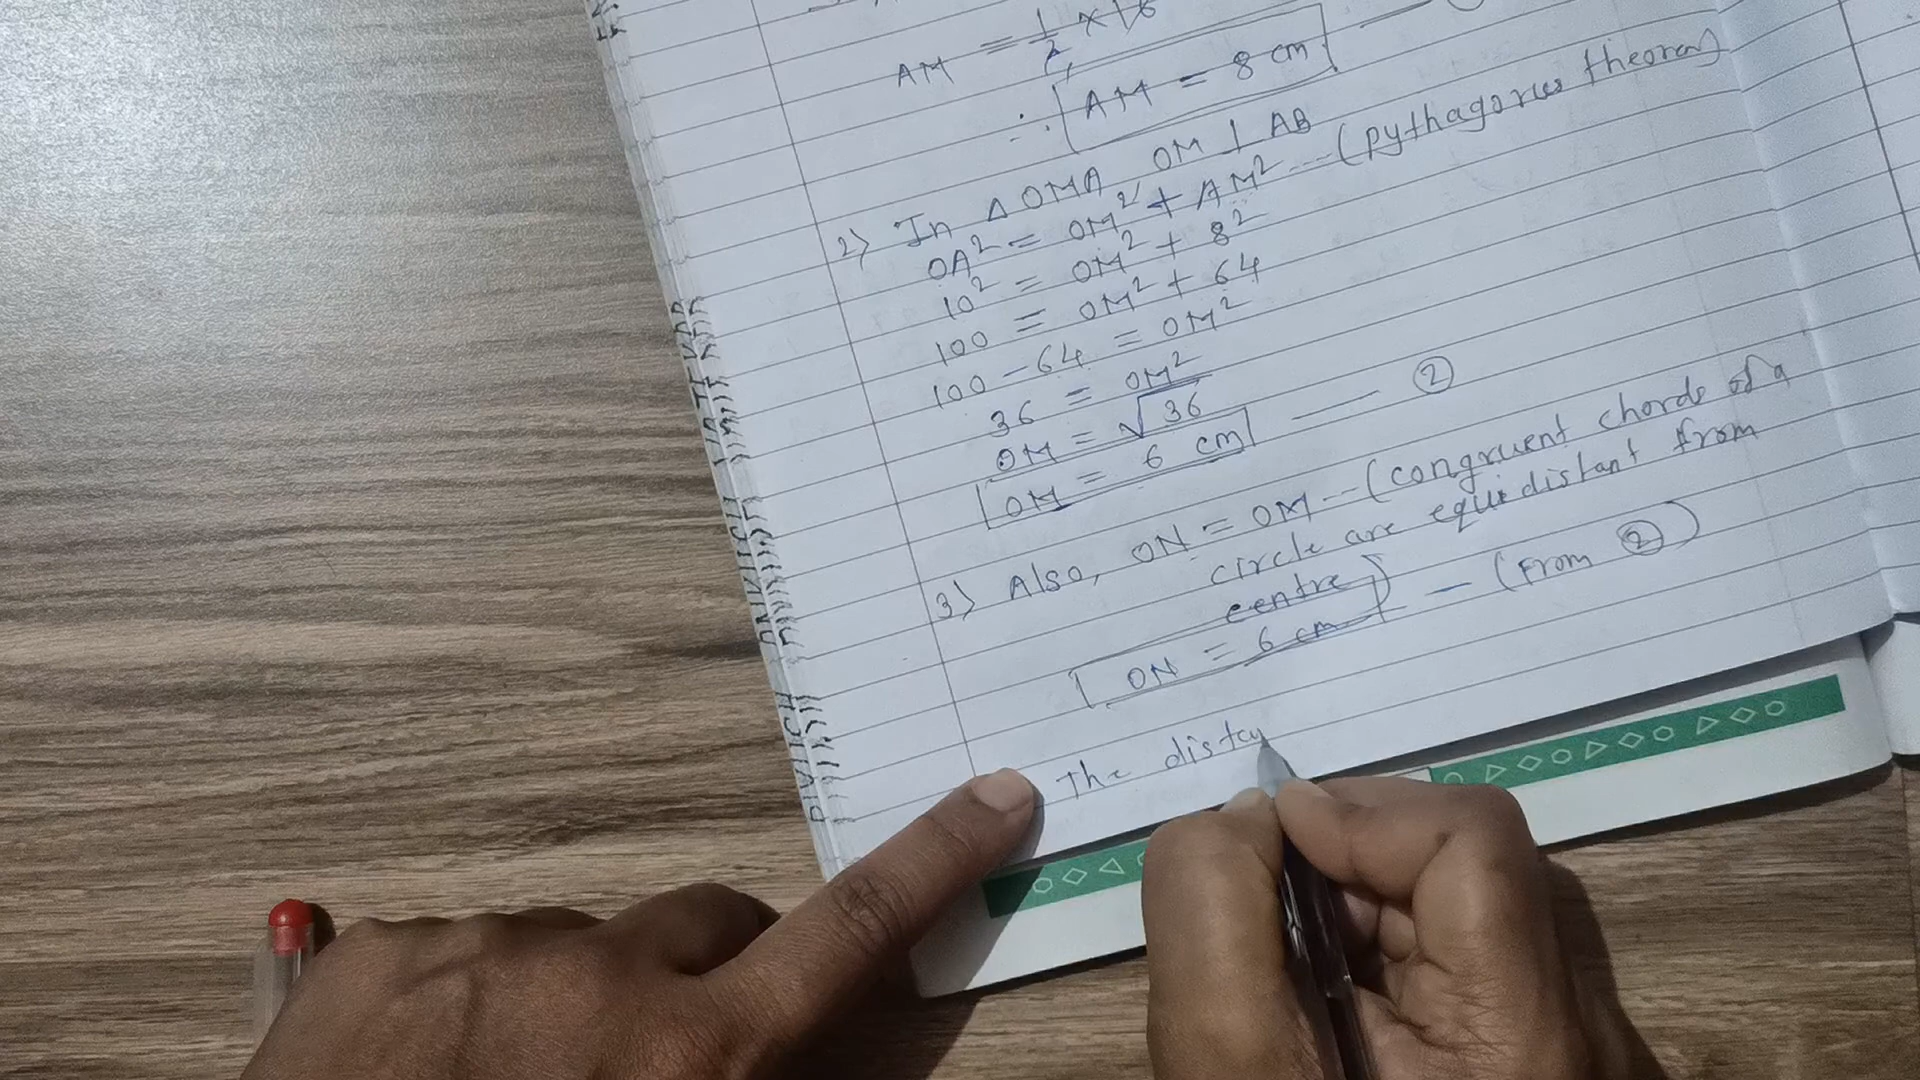 AM = 1/2 × 16
∴ AM = 8 cm
2) In △ OMA OM ⊥ AB
OA² = OM² + AM² --- (pythagorus theorem)
10² = OM² + 8²
100 = OM² + 64
100 - 64 = OM²
36 = OM²
OM = √36
OM = 6 cm —— ②
3) Also, ON = OM --- (congruent chords of a
circle are equidistant from
centre)
ON = 6 cm — (From ②)
The distan